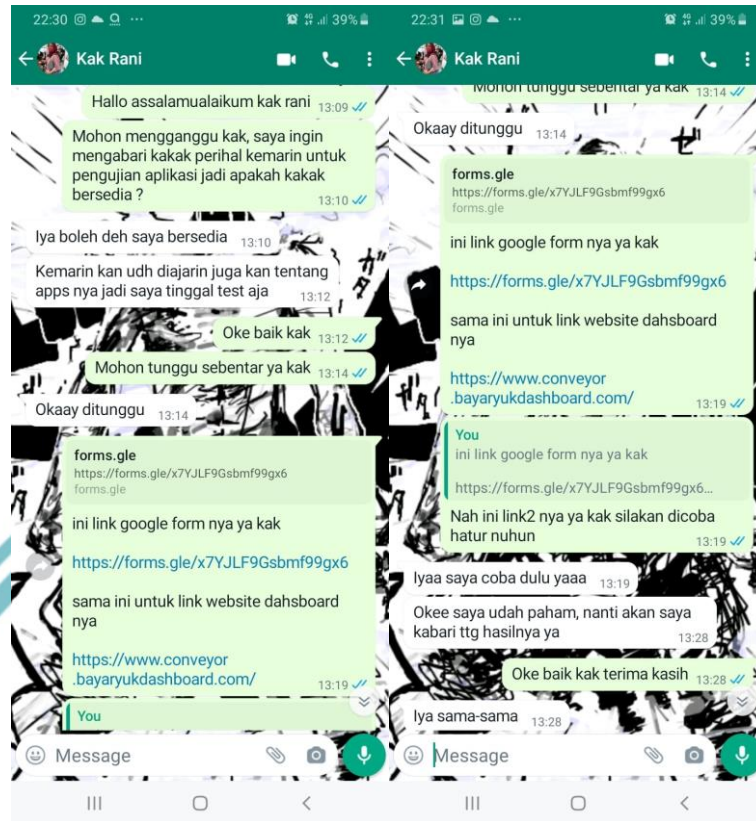 22:30
39%
Kak Rani
Hallo assalamualaikum kak rani 13:09
Mohon mengganggu kak, saya ingin
mengabari kakak perihal kemarin untuk
pengujian aplikasi jadi apakah kakak
bersedia ?
13:10
Iya boleh deh saya bersedia 13:10
Kemarin kan udh diajarin juga kan tentang
apps nya jadi saya tinggal test aja
13:12
Oke baik kak 13:12
Mohon tunggu sebentar ya kak 13:14
Okaay ditunggu 13:14
forms.gle
https://forms.gle/x7YJLF9Gsbmf99gx6
forms.gle
ini link google form nya ya kak
https://forms.gle/x7YJLF9Gsbmf99gx6
sama ini untuk link website dahsboard
nya
https://www.conveyor
.bayaryukdashboard.com/ 13:19
You
Message
22:31
39%
Kak Rani
Mohon tunggu sebentar ya kak 13:14
Okaay ditunggu 13:14
forms.gle
https://forms.gle/x7YJLF9Gsbmf99gx6
forms.gle
ini link google form nya ya kak
https://forms.gle/x7YJLF9Gsbmf99gx6
sama ini untuk link website dahsboard
nya
https://www.conveyor
.bayaryukdashboard.com/ 13:19
You
ini link google form nya ya kak
https://forms.gle/x7YJLF9Gsbmf99gx6...
Nah ini link2 nya ya kak silakan dicoba
hatur nuhun
13:19
Iyaa saya coba dulu yaaa 13:19
Okee saya udah paham, nanti akan saya
kabari ttg hasilnya ya
13:28
Oke baik kak terima kasih 13:28
Iya sama-sama 13:28
Message